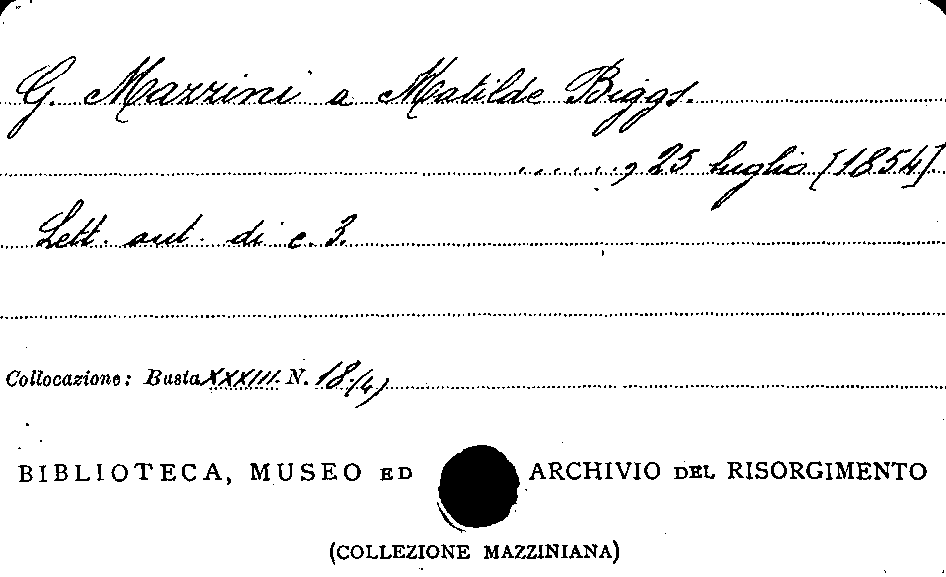 G. Mazzini a Matilde Biggs.
......., 25 luglio [1854].
Lett. aut. di c. 3.
Collocazione: Busta XXXIII. N. 18(4)
BIBLIOTECA, MUSEO ED ARCHIVIO DEL RISORGIMENTO
(COLLEZIONE MAZZINIANA)